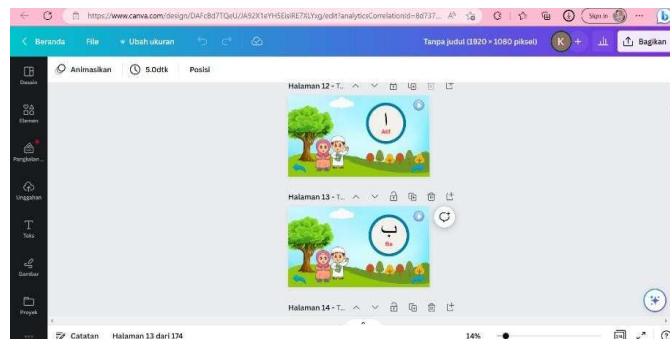 https://www.canva.com/design/DAFcBd7TQeU/JA92X1eYH5EisIRE7XLYxg/edit?analyticsCorrelationId=8d737...
Sign in
Beranda File Ubah ukuran Tanpa judul (1920 × 1080 piksel) K Bagikan
Animasikan 5.0dtk Posisi
Desain
Elemen
Unggahan
Teks
Gambar
Proyek
Halaman 12 - T...
ا
Alif
Halaman 13 - T...
ب
Ba
Halaman 14 - T...
Catatan Halaman 13 dari 174 14%